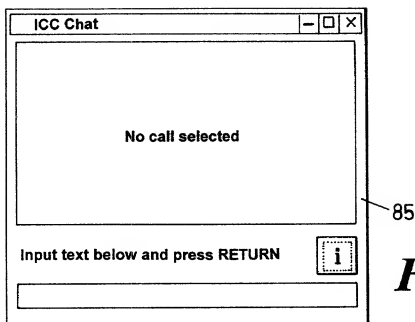 ICC Chat
No call selected
85
Input text below and press RETURN
i